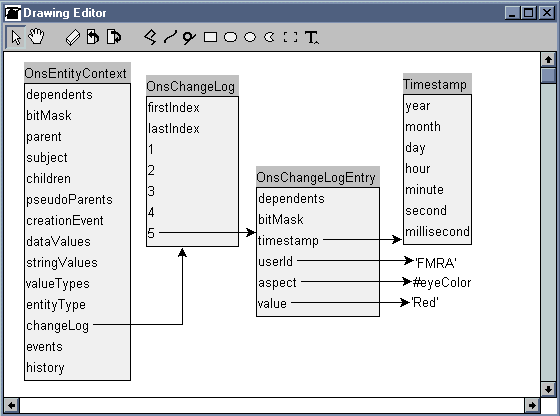 Drawing Editor
OnsEntityContext
dependents
bitMask
parent
subject
children
pseudoParents
creationEvent
dataValues
stringValues
valueTypes
entityType
changeLog
events
history
OnsChangeLog
firstIndex
lastIndex
1
2
3
4
5
OnsChangeLogEntry
dependents
bitMask
timestamp
userId
aspect
value
Timestamp
year
month
day
hour
minute
second
millisecond
'FMRA'
#eyeColor
'Red'